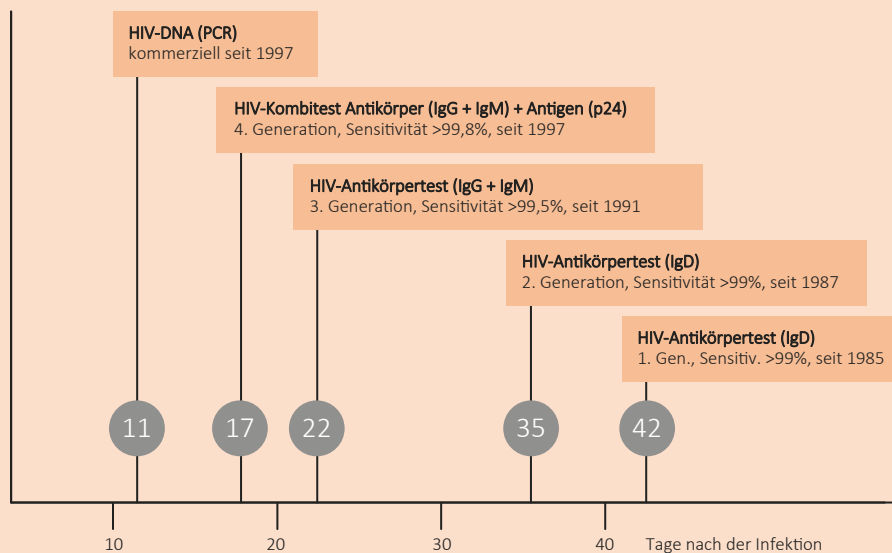 HIV-DNA (PCR)
kommerziell seit 1997
HIV-Kombitest Antikörper (IgG + IgM) + Antigen (p24)
4. Generation, Sensitivität >99,8%, seit 1997
HIV-Antikörpertest (IgG + IgM)
3. Generation, Sensitivität >99,5%, seit 1991
HIV-Antikörpertest (IgD)
2. Generation, Sensitivität >99%, seit 1987
HIV-Antikörpertest (IgD)
1. Gen., Sensitiv. >99%, seit 1985
11 17 22 35 42
10 20 30 40 Tage nach der Infektion